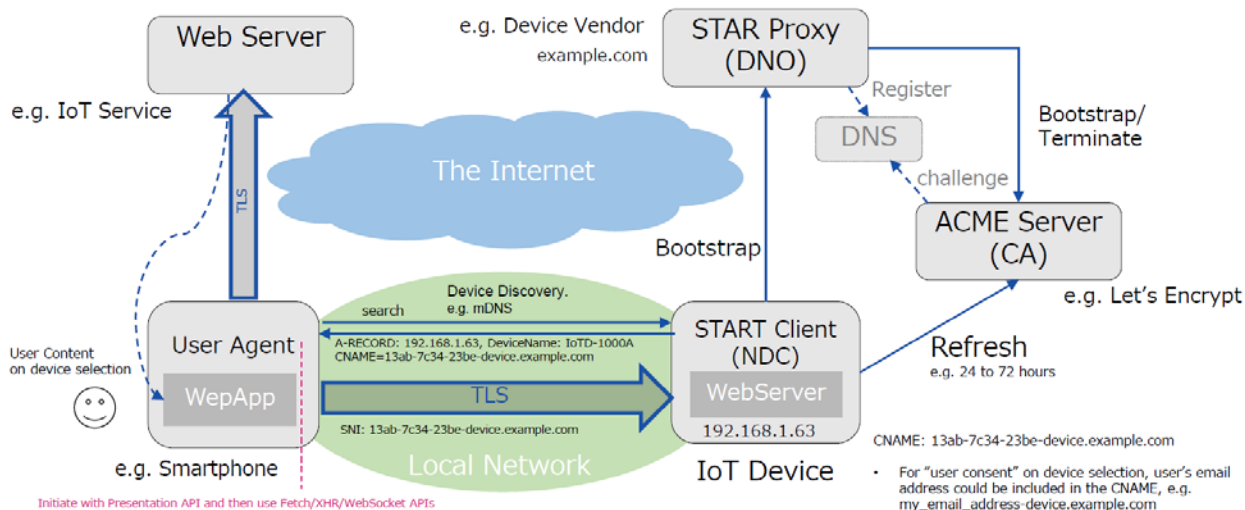 Web Server
e.g. IoT Service
TLS
e.g. Device Vendor
example.com
STAR Proxy
(DNO)
Register
DNS
challenge
Bootstrap/
Terminate
The Internet
Bootstrap
ACME Server
(CA)
e.g. Let's Encrypt
Device Discovery.
e.g. mDNS
search
A-RECORD: 192.168.1.63, DeviceName: IoTD-1000A
CNAME=13ab-7c34-23be-device.example.com
User Agent
WepApp
User Content
on device selection
TLS
SNI: 13ab-7c34-23be-device.example.com
Local Network
START Client
(NDC)
WebServer
192.168.1.63
IoT Device
Refresh
e.g. 24 to 72 hours
e.g. Smartphone
Initiate with Presentation API and then use Fetch/XHR/WebSocket APIs
CNAME: 13ab-7c34-23be-device.example.com
• For "user consent" on device selection, user's email
address could be included in the CNAME, e.g.
my_email_address-device.example.com